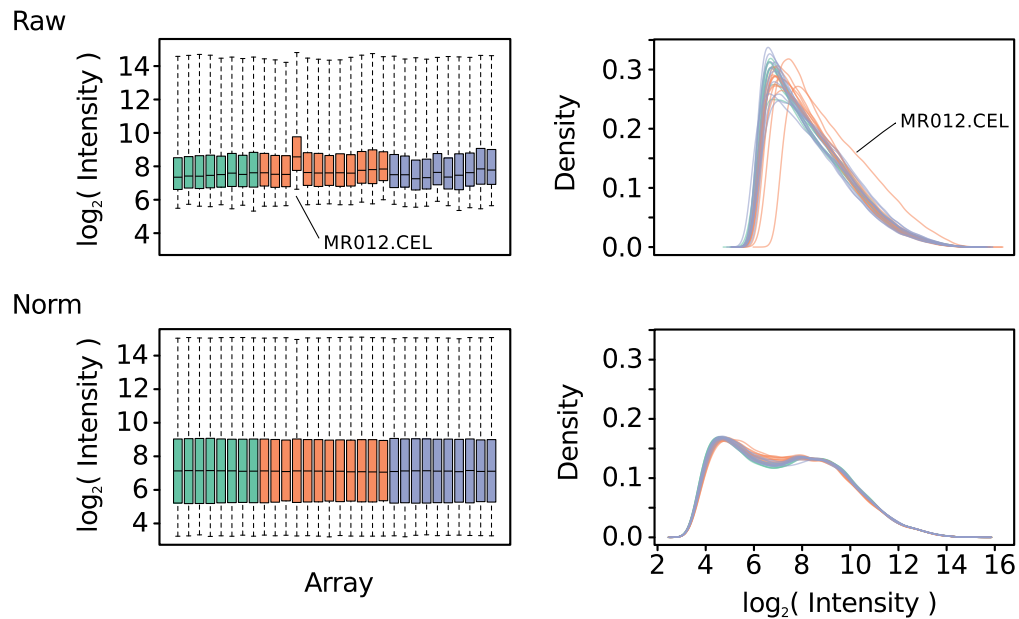 Raw
log2( Intensity )
14
12
10
8
6
4
MR012.CEL
Density
0.3
0.2
0.1
0.0
MR012.CEL
Norm
log2( Intensity )
14
12
10
8
6
4
Array
Density
0.3
0.2
0.1
0.0
2 4 6 8 10 12 14 16
log2( Intensity )